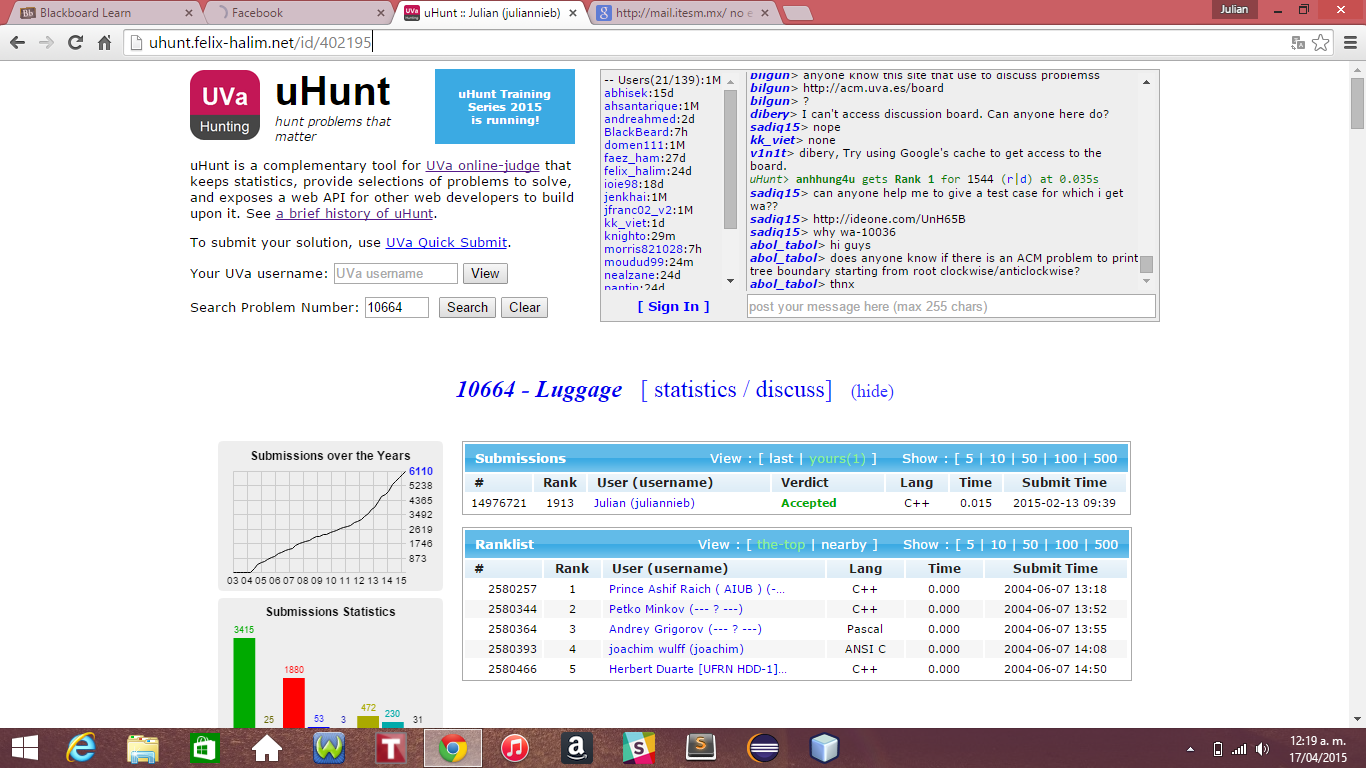 Blackboard Learn
Facebook
uHunt :: Julian (juliannieb)
http://mail.itesm.mx/ no e
Julian
uhunt.felix-halim.net/id/402195
UVa
Hunting
uHunt
hunt problems that
matter
uHunt Training
Series 2015
is running!
uHunt is a complementary tool for UVa online-judge that
keeps statistics, provide selections of problems to solve,
and exposes a web API for other web developers to build
upon it. See a brief history of uHunt.
To submit your solution, use UVa Quick Submit.
Your UVa username: UVa username View
Search Problem Number: 10664 Search Clear
-- Users(21/139):1M
abhisek:15d
ahsantarique:1M
andreahmed:2d
BlackBeard:7h
domen111:1M
faez_ham:27d
felix_halim:24d
ioie98:18d
jenkhai:1M
jfranc02_v2:1M
kk_viet:1d
knighto:29m
morris821028:7h
moudud99:24m
nealzane:24d
pantin:24d
[ Sign In ]
bilgun> anyone know this site that use to discuss problemss
bilgun> http://acm.uva.es/board
bilgun> ?
dibery> I can't access discussion board. Can anyone here do?
sadiq15> nope
kk_viet> none
v1n1t> dibery, Try using Google's cache to get access to the
board.
uHunt> anhhung4u gets Rank 1 for 1544 (r|d) at 0.035s
sadiq15> can anyone help me to give a test case for which i get
wa??
sadiq15> http://ideone.com/UnH65B
sadiq15> why wa-10036
abol_tabol> hi guys
abol_tabol> does anyone know if there is an ACM problem to print
tree boundary starting from root clockwise/anticlockwise?
abol_tabol> thnx
post your message here (max 255 chars)
10664 - Luggage [ statistics / discuss] (hide)
Submissions over the Years
6110
5238
4365
3492
2619
1746
873
03 04 05 06 07 08 09 10 11 12 13 14 15
Submissions Statistics
3415
25
1880
53
3
472
230
31
Submissions View : [ last | yours(1) ] Show : [ 5 | 10 | 50 | 100 | 500
# Rank User (username) Verdict Lang Time Submit Time
14976721 1913 Julian (juliannieb) Accepted C++ 0.015 2015-02-13 09:39
Ranklist View : [ the-top | nearby ] Show : [ 5 | 10 | 50 | 100 | 500
# Rank User (username) Lang Time Submit Time
2580257 1 Prince Ashif Raich ( AIUB ) (-... C++ 0.000 2004-06-07 13:18
2580344 2 Petko Minkov (--- ? ---) C++ 0.000 2004-06-07 13:52
2580364 3 Andrey Grigorov (--- ? ---) Pascal 0.000 2004-06-07 13:55
2580393 4 joachim wulff (joachim) ANSI C 0.000 2004-06-07 14:08
2580466 5 Herbert Duarte [UFRN HDD-1]... C++ 0.000 2004-06-07 14:50
12:19 a. m.
17/04/2015